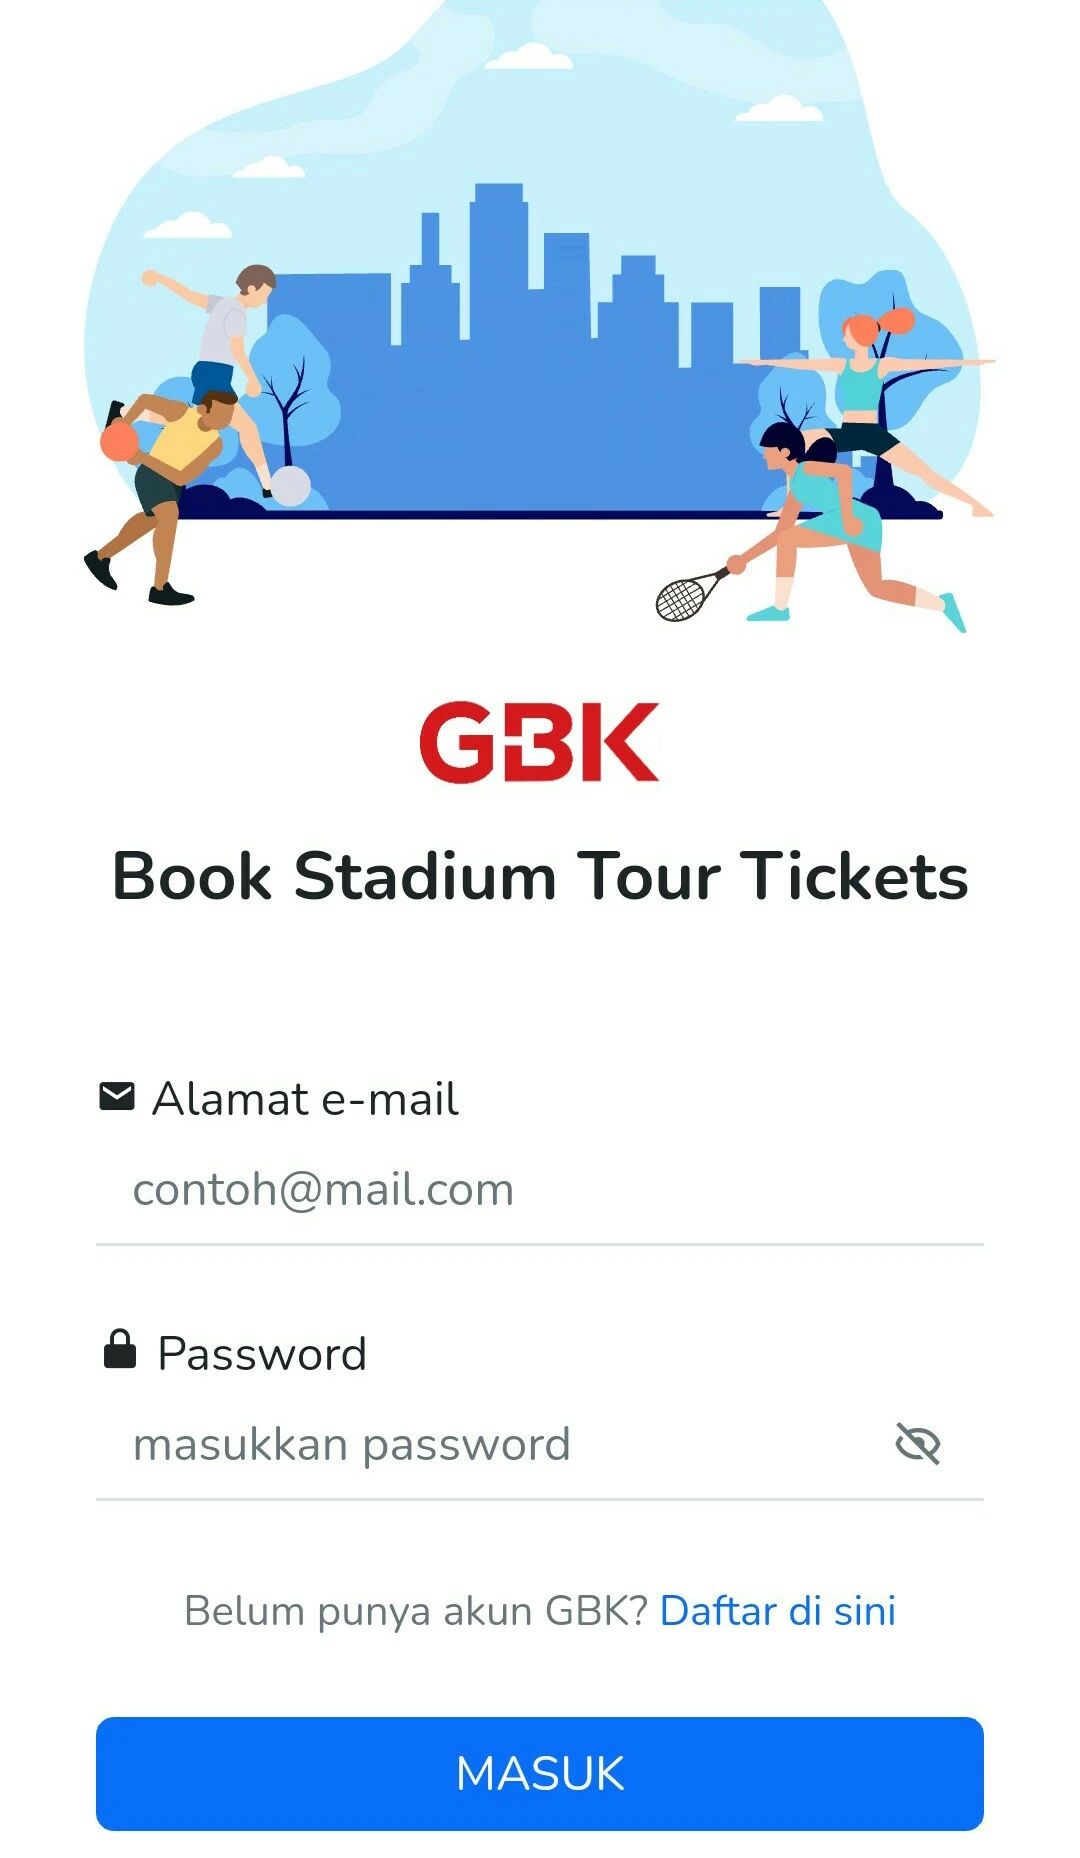 GBK
Book Stadium Tour Tickets
Alamat e-mail
contoh@mail.com
Password
masukkan password
Belum punya akun GBK? Daftar di sini
MASUK